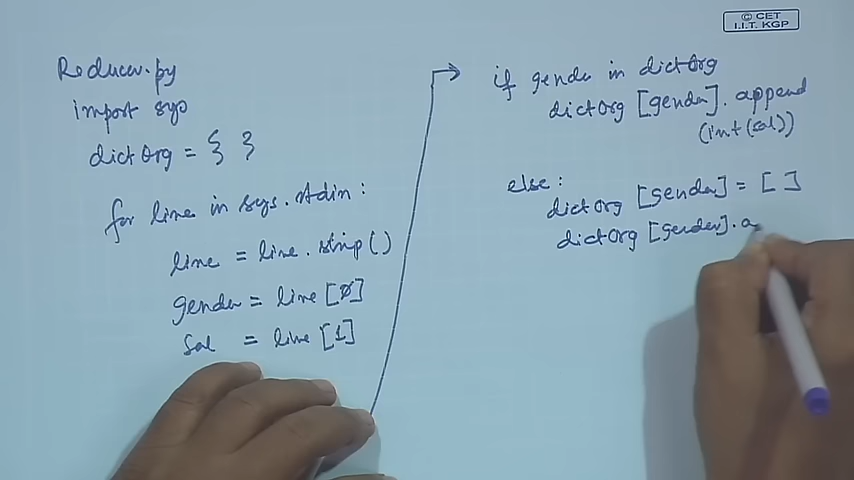 © CET
I.I.T. KGP
Reducer.py
import sys
dictOrg = { }
for line in sys.stdin:
line = line.strip()
gender = line [0]
sal = line [1]
if gender in dictOrg
dictOrg [gender]. append
(int(sal))
else:
dictOrg [gender] = [ ]
dictOrg [gender]. a